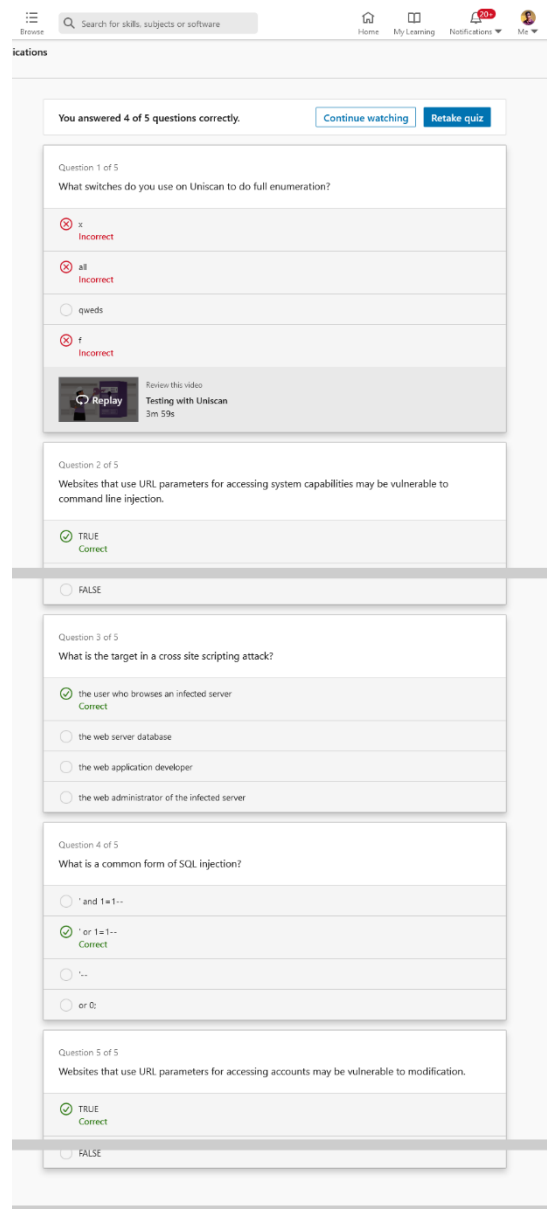 Browse
Search for skills, subjects or software
Home
My Learning
20+
Notifications
Me
ications
You answered 4 of 5 questions correctly.
Continue watching
Retake quiz
Question 1 of 5
What switches do you use on Uniscan to do full enumeration?
x
Incorrect
all
Incorrect
qweds
f
Incorrect
Replay
Review this video
Testing with Uniscan
3m 59s
Question 2 of 5
Websites that use URL parameters for accessing system capabilities may be vulnerable to
command line injection.
TRUE
Correct
FALSE
Question 3 of 5
What is the target in a cross site scripting attack?
the user who browses an infected server
Correct
the web server database
the web application developer
the web administrator of the infected server
Question 4 of 5
What is a common form of SQL injection?
' and 1=1--
' or 1=1--
Correct
'--
or 0;
Question 5 of 5
Websites that use URL parameters for accessing accounts may be vulnerable to modification.
TRUE
Correct
FALSE